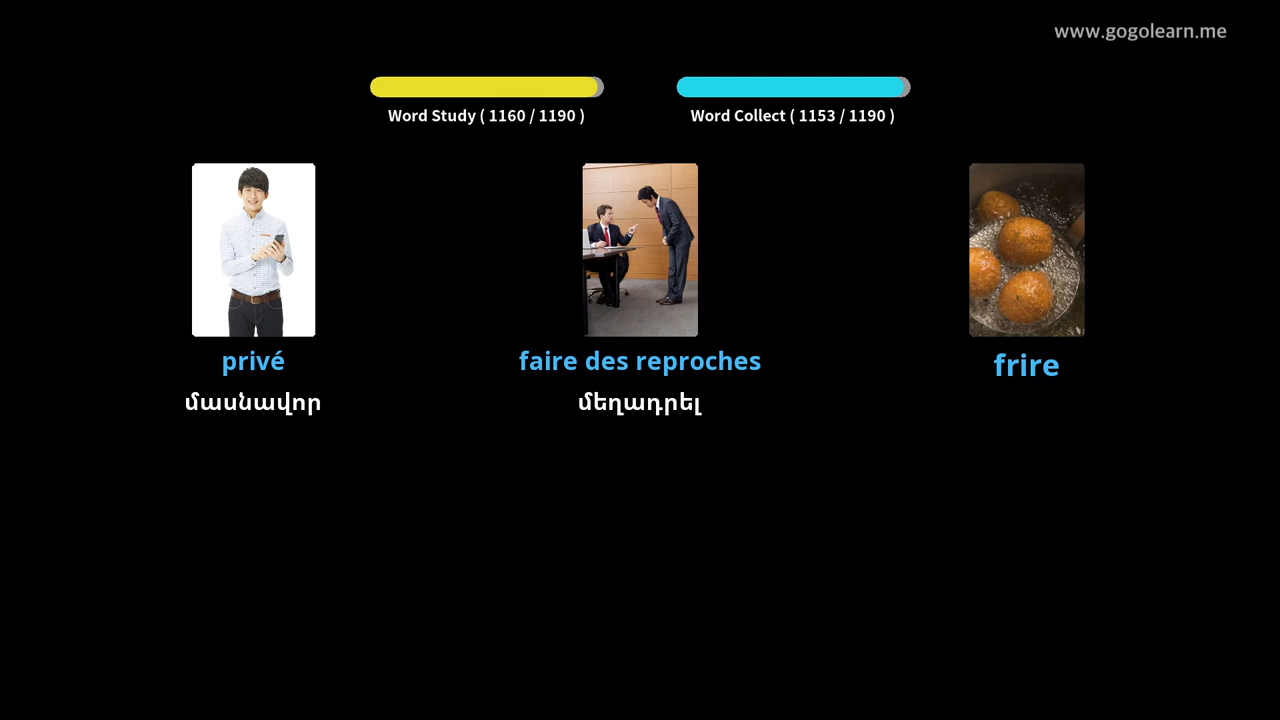 www.gogolearn.me
Word Study ( 1160 / 1190 )
Word Collect ( 1153 / 1190 )
privé
մասնավոր
faire des reproches
մեղադրել
frire